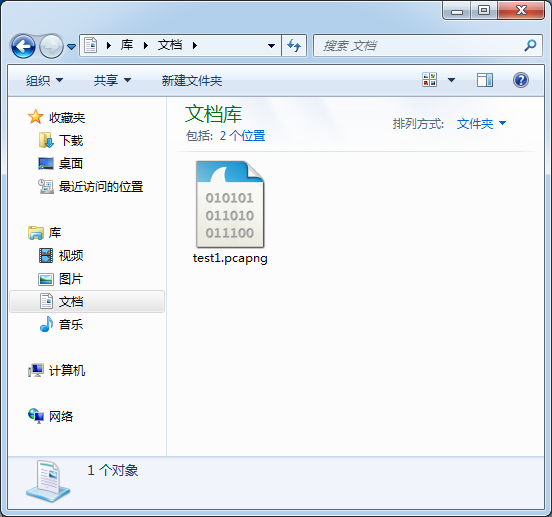 库 文档
搜索 文档
组织 共享 新建文件夹
收藏夹
下载
桌面
最近访问的位置
库
视频
图片
文档
音乐
计算机
网络
文档库
包括: 2 个位置
排列方式: 文件夹
010101
011010
011100
test1.pcapng
1 个对象